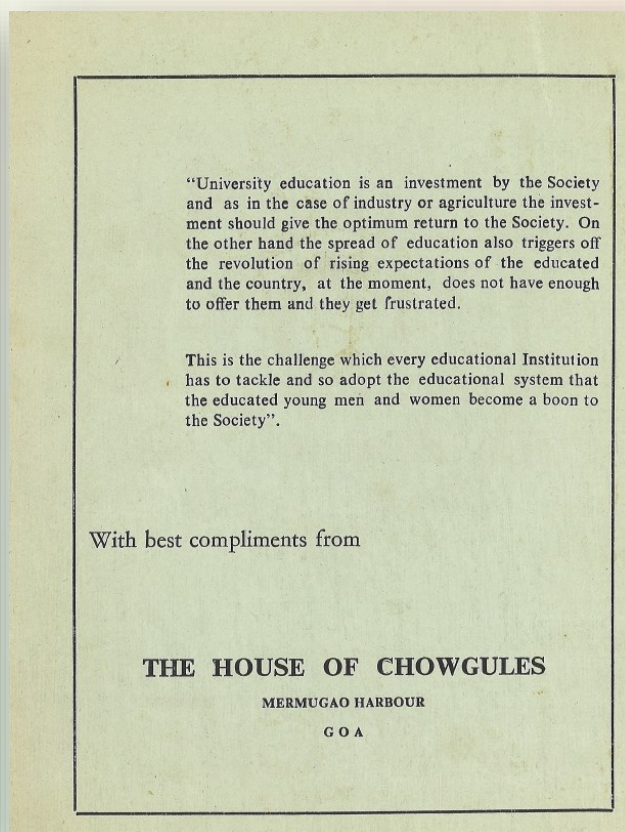 “University education is an investment by the Society
and as in the case of industry or agriculture the invest-
ment should give the optimum return to the Society. On
the other hand the spread of education also triggers off
the revolution of rising expectations of the educated
and the country, at the moment, does not have enough
to offer them and they get frustrated.
This is the challenge which every educational Institution
has to tackle and so adopt the educational system that
the educated young men and women become a boon to
the Society”.
With best compliments from
THE HOUSE OF CHOWGULES
MERMUGAO HARBOUR
GOA